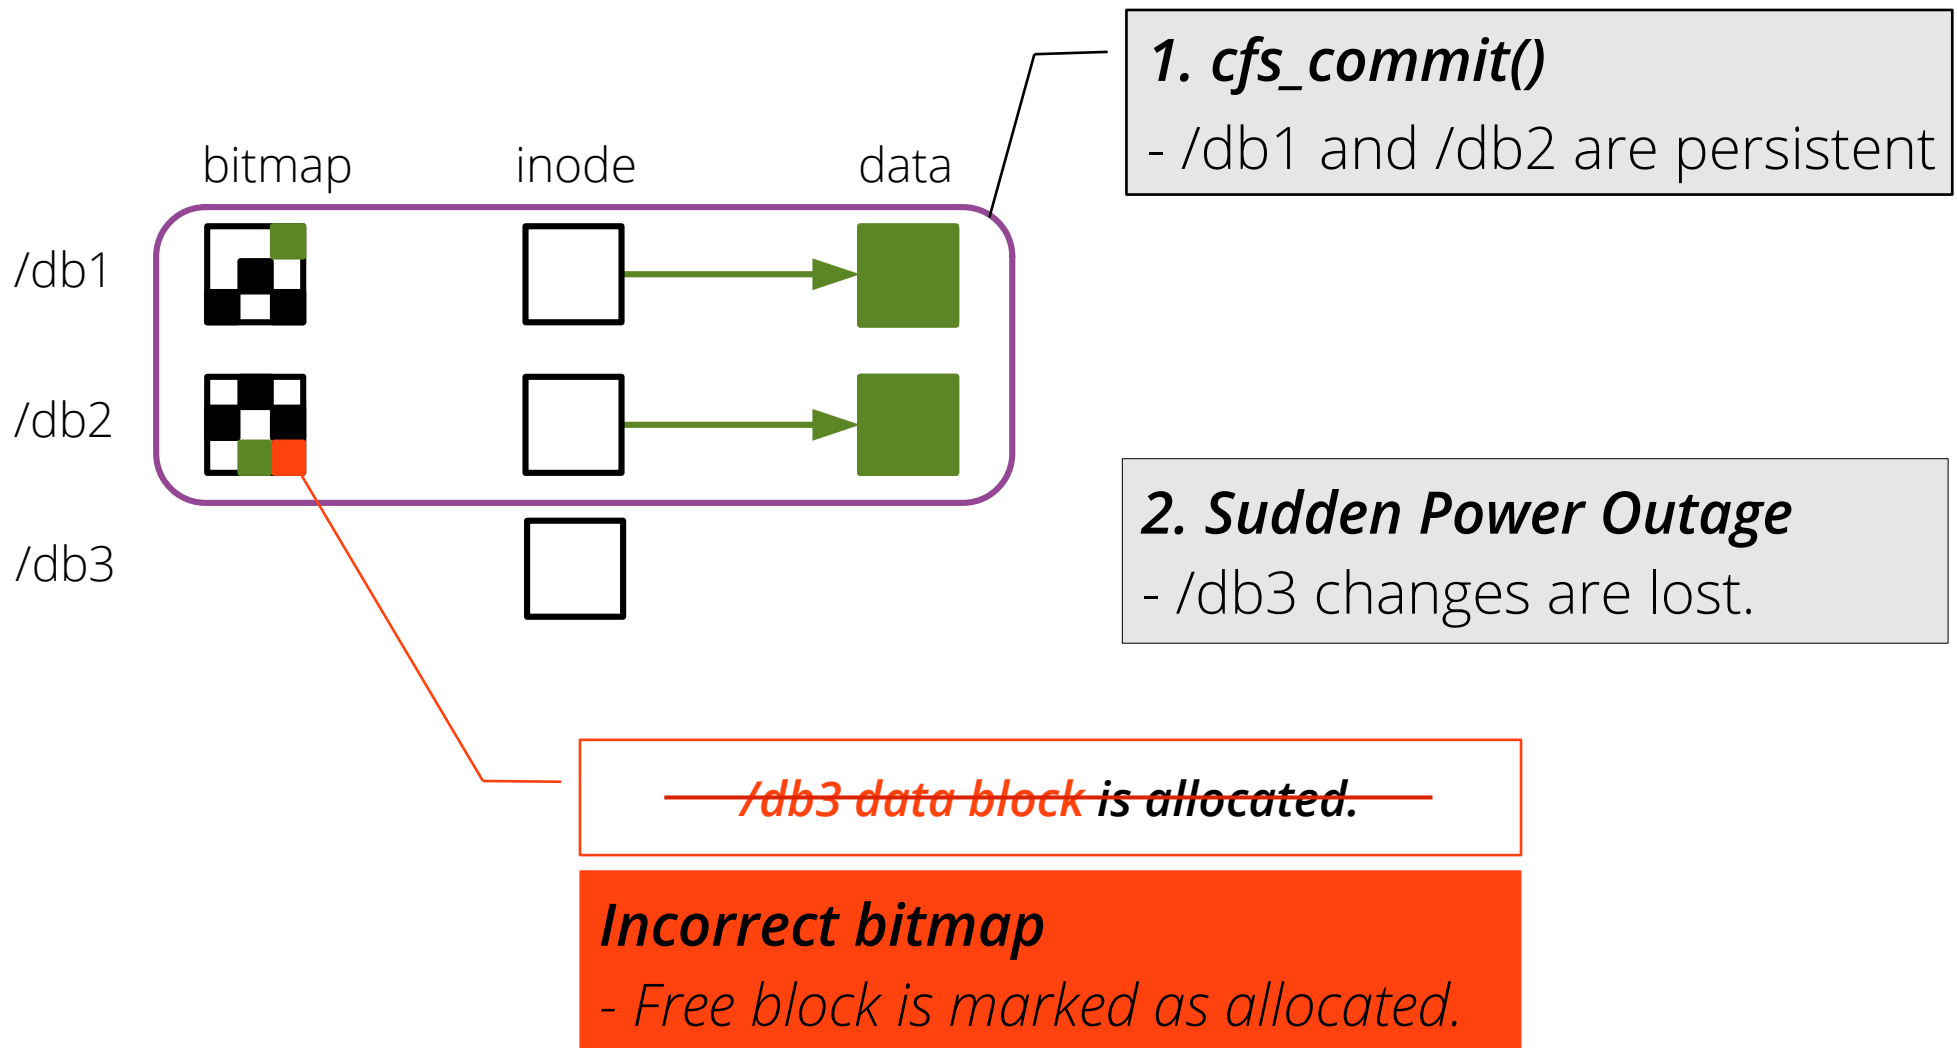 1. cfs_commit()
- /db1 and /db2 are persistent
bitmap inode data
/db1
/db2
/db3
2. Sudden Power Outage
- /db3 changes are lost.
/db3 data block is allocated.
Incorrect bitmap
- Free block is marked as allocated.